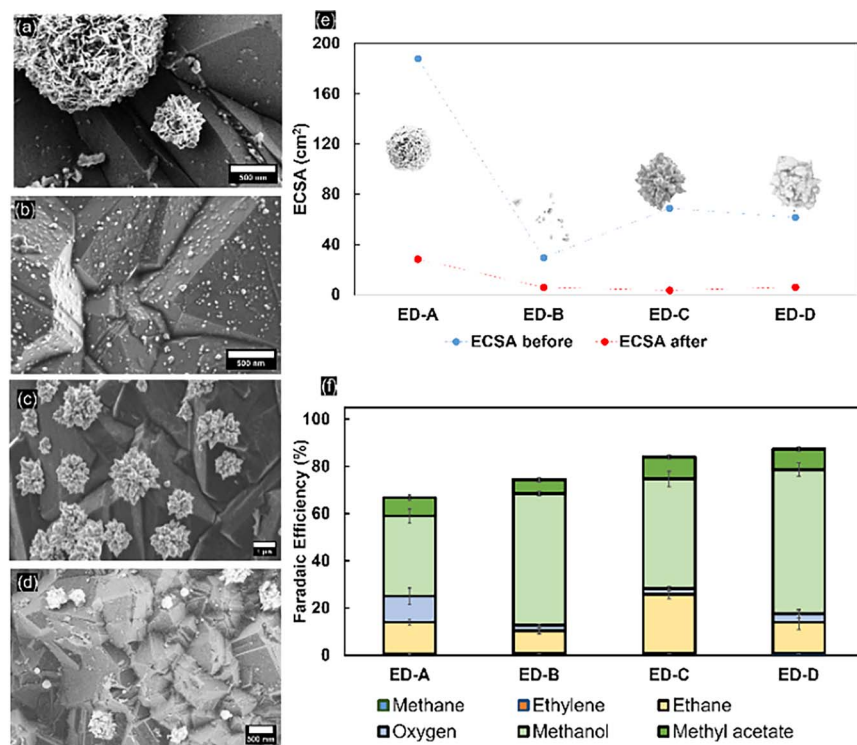 (a)
500 nm
(b)
500 nm
(c)
1 µm
(d)
500 nm
(e)
200
160
120
80
40
0
ECSA (cm²)
ED-A ED-B ED-C ED-D
ECSA before ECSA after
(f)
100
80
60
40
20
0
Faradaic Efficiency (%)
ED-A ED-B ED-C ED-D
Methane Ethylene Ethane
Oxygen Methanol Methyl acetate